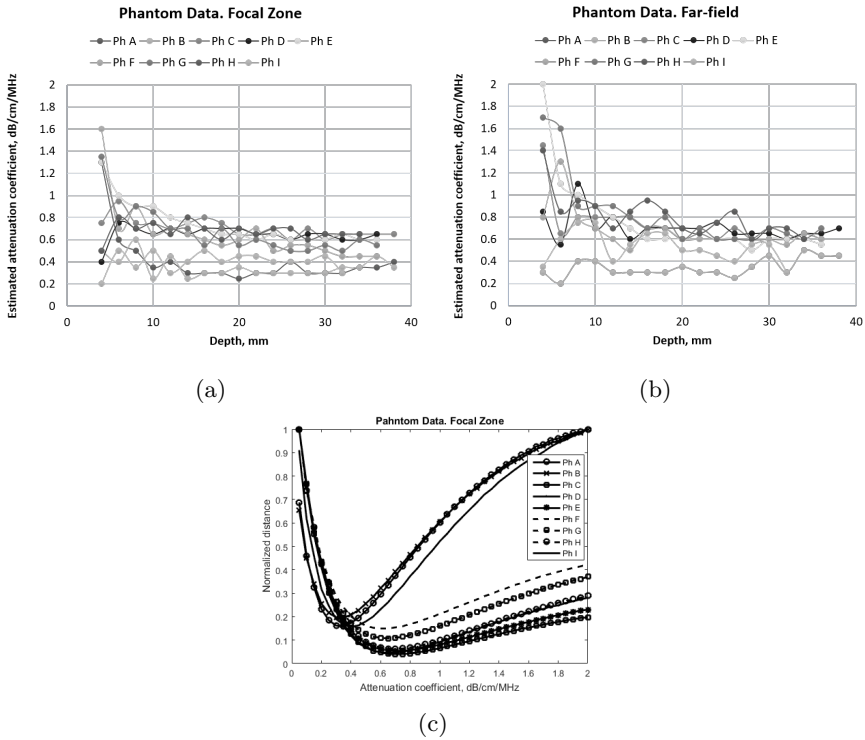 Phantom Data. Focal Zone
Ph A Ph B Ph C Ph D Ph E
Ph F Ph G Ph H Ph I
Estimated attenuation coefficient, dB/cm/MHz
2
1.8
1.6
1.4
1.2
1
0.8
0.6
0.4
0.2
0
0 10 20 30 40
Depth, mm
(a)
Phantom Data. Far-field
Ph A Ph B Ph C Ph D Ph E
Ph F Ph G Ph H Ph I
Estimated attenuation coefficient, dB/cm/MHz
2
1.8
1.6
1.4
1.2
1
0.8
0.6
0.4
0.2
0
0 10 20 30 40
Depth, mm
(b)
Pahntom Data. Focal Zone
Normalized distance
1
0.9
0.8
0.7
0.6
0.5
0.4
0.3
0.2
0.1
0
Ph A
Ph B
Ph C
Ph D
Ph E
Ph F
Ph G
Ph H
Ph I
0 0.2 0.4 0.6 0.8 1 1.2 1.4 1.6 1.8 2
Attenuation coefficient, dB/cm/MHz
(c)